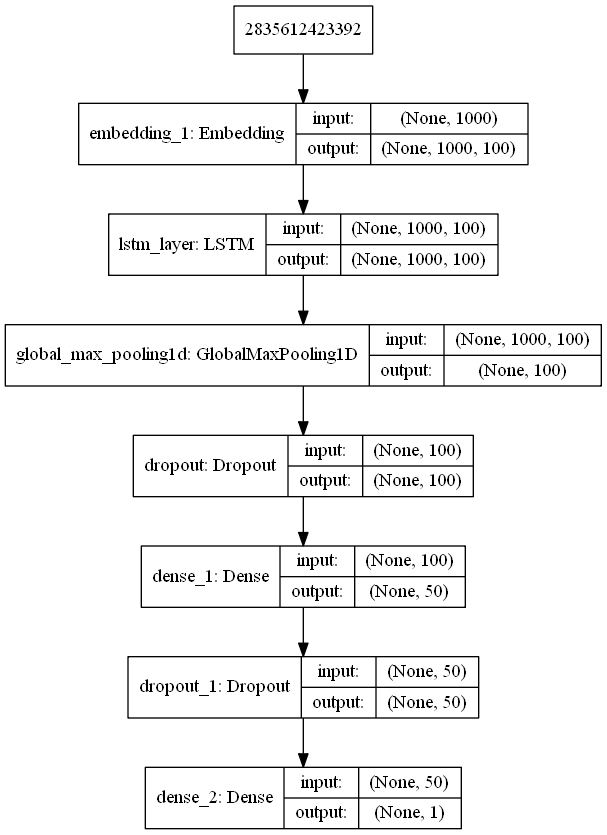 2835612423392
embedding_1: Embedding
input: (None, 1000)
output: (None, 1000, 100)
lstm_layer: LSTM
input: (None, 1000, 100)
output: (None, 1000, 100)
global_max_pooling1d: GlobalMaxPooling1D
input: (None, 1000, 100)
output: (None, 100)
dropout: Dropout
input: (None, 100)
output: (None, 100)
dense_1: Dense
input: (None, 100)
output: (None, 50)
dropout_1: Dropout
input: (None, 50)
output: (None, 50)
dense_2: Dense
input: (None, 50)
output: (None, 1)